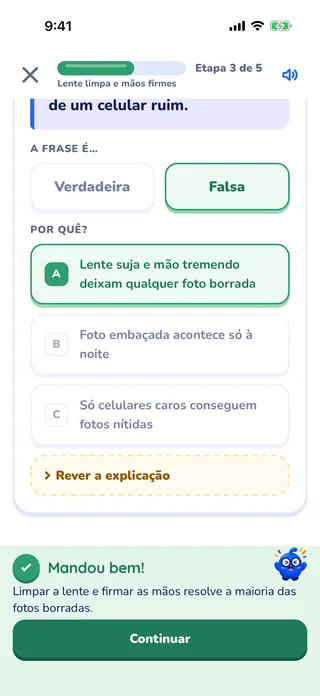 9:41
Etapa 3 de 5
Lente limpa e mãos firmes
de um celular ruim.
A FRASE É...
Verdadeira
Falsa
POR QUÊ?
A
Lente suja e mão tremendo
deixam qualquer foto borrada
B
Foto embaçada acontece só à
noite
C
Só celulares caros conseguem
fotos nítidas
Rever a explicação
Mandou bem!
Limpar a lente e firmar as mãos resolve a maioria das
fotos borradas.
Continuar